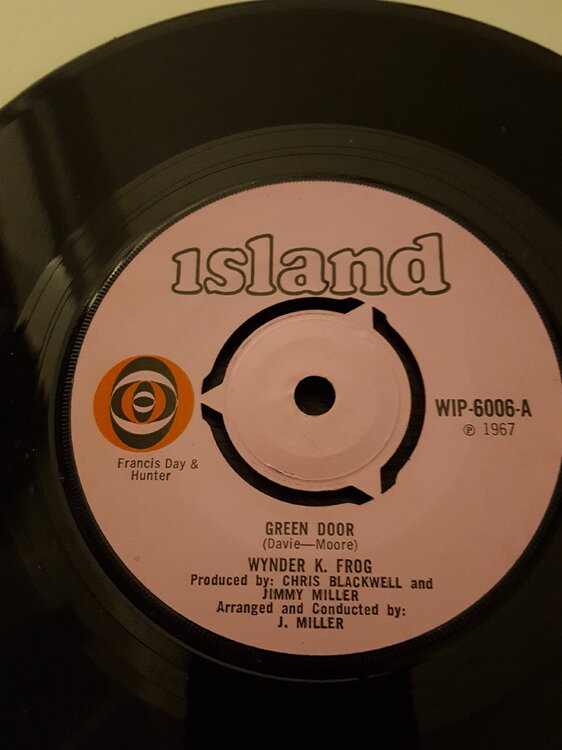 island
WIP-6006-A
℗ 1967
Francis Day &
Hunter
GREEN DOOR
(Davie—Moore)
WYNDER K. FROG
Produced by: CHRIS BLACKWELL and
JIMMY MILLER
Arranged and Conducted by:
J. MILLER